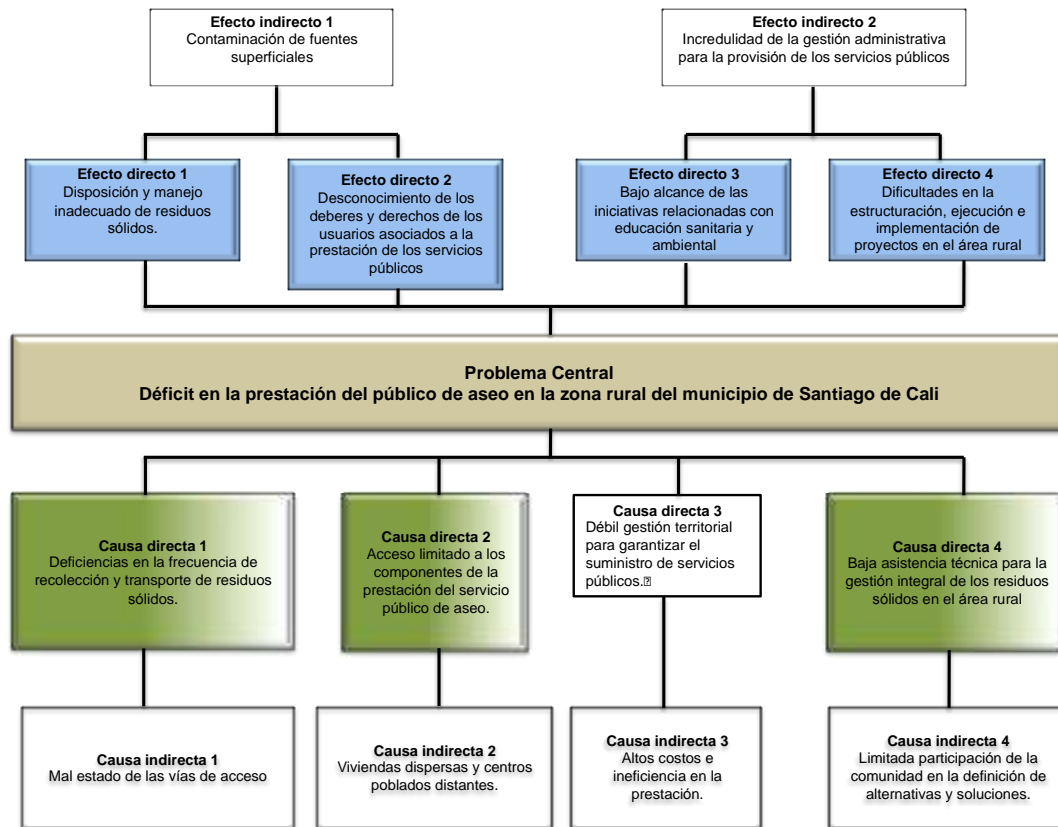 Efecto indirecto 1
Contaminación de fuentes
superficiales
Efecto indirecto 2
Incredulidad de la gestión administrativa
para la provisión de los servicios públicos
Efecto directo 1
Disposición y manejo
inadecuado de residuos
sólidos.
Efecto directo 2
Desconocimiento de los
deberes y derechos de los
usuarios asociados a la
prestación de los servicios
públicos
Efecto directo 3
Bajo alcance de las
iniciativas relacionadas con
educación sanitaria y
ambiental
Efecto directo 4
Dificultades en la
estructuración, ejecución e
implementación de
proyectos en el área rural
Problema Central
Déficit en la prestación del público de aseo en la zona rural del municipio de Santiago de Cali
Causa directa 1
Deficiencias en la frecuencia de
recolección y transporte de residuos
sólidos.
Causa directa 2
Acceso limitado a los
componentes de la
prestación del servicio
público de aseo.
Causa directa 3
Débil gestión territorial
para garantizar el
suministro de servicios
públicos.
Causa directa 4
Baja asistencia técnica para la
gestión integral de los residuos
sólidos en el área rural
Causa indirecta 1
Mal estado de las vías de acceso
Causa indirecta 2
Viviendas dispersas y centros
poblados distantes.
Causa indirecta 3
Altos costos e
ineficiencia en la
prestación.
Causa indirecta 4
Limitada participación de la
comunidad en la definición de
alternativas y soluciones.